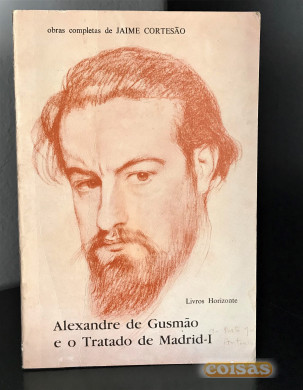 obras completas de JAIME CORTESÃO
Livros Horizonte
Alexandre de Gusmão
e o Tratado de Madrid-I
coisas